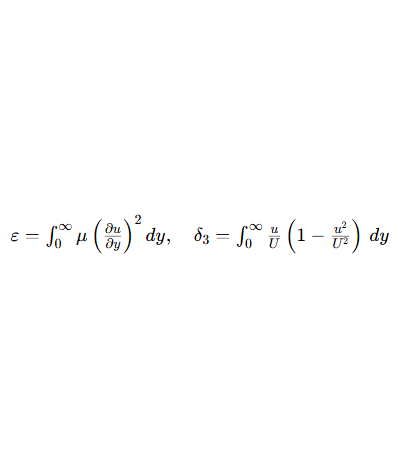 ε = ∫₀^∞ μ (∂u/∂y)² dy,  δ₃ = ∫₀^∞ u/U (1 − u²/U²) dy